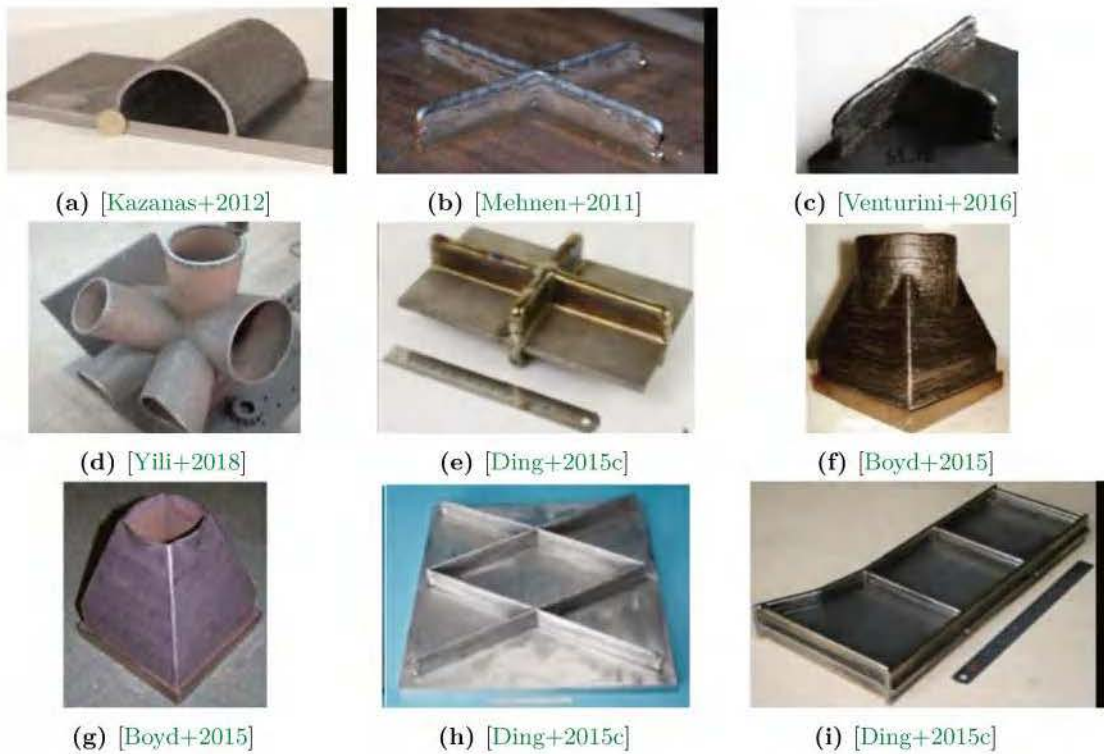 (a) [Kazanas+2012]
(b) [Mehnen+2011]
(c) [Venturini+2016]
(d) [Yili+2018]
(e) [Ding+2015c]
(f) [Boyd+2015]
(g) [Boyd+2015]
(h) [Ding+2015c]
(i) [Ding+2015c]